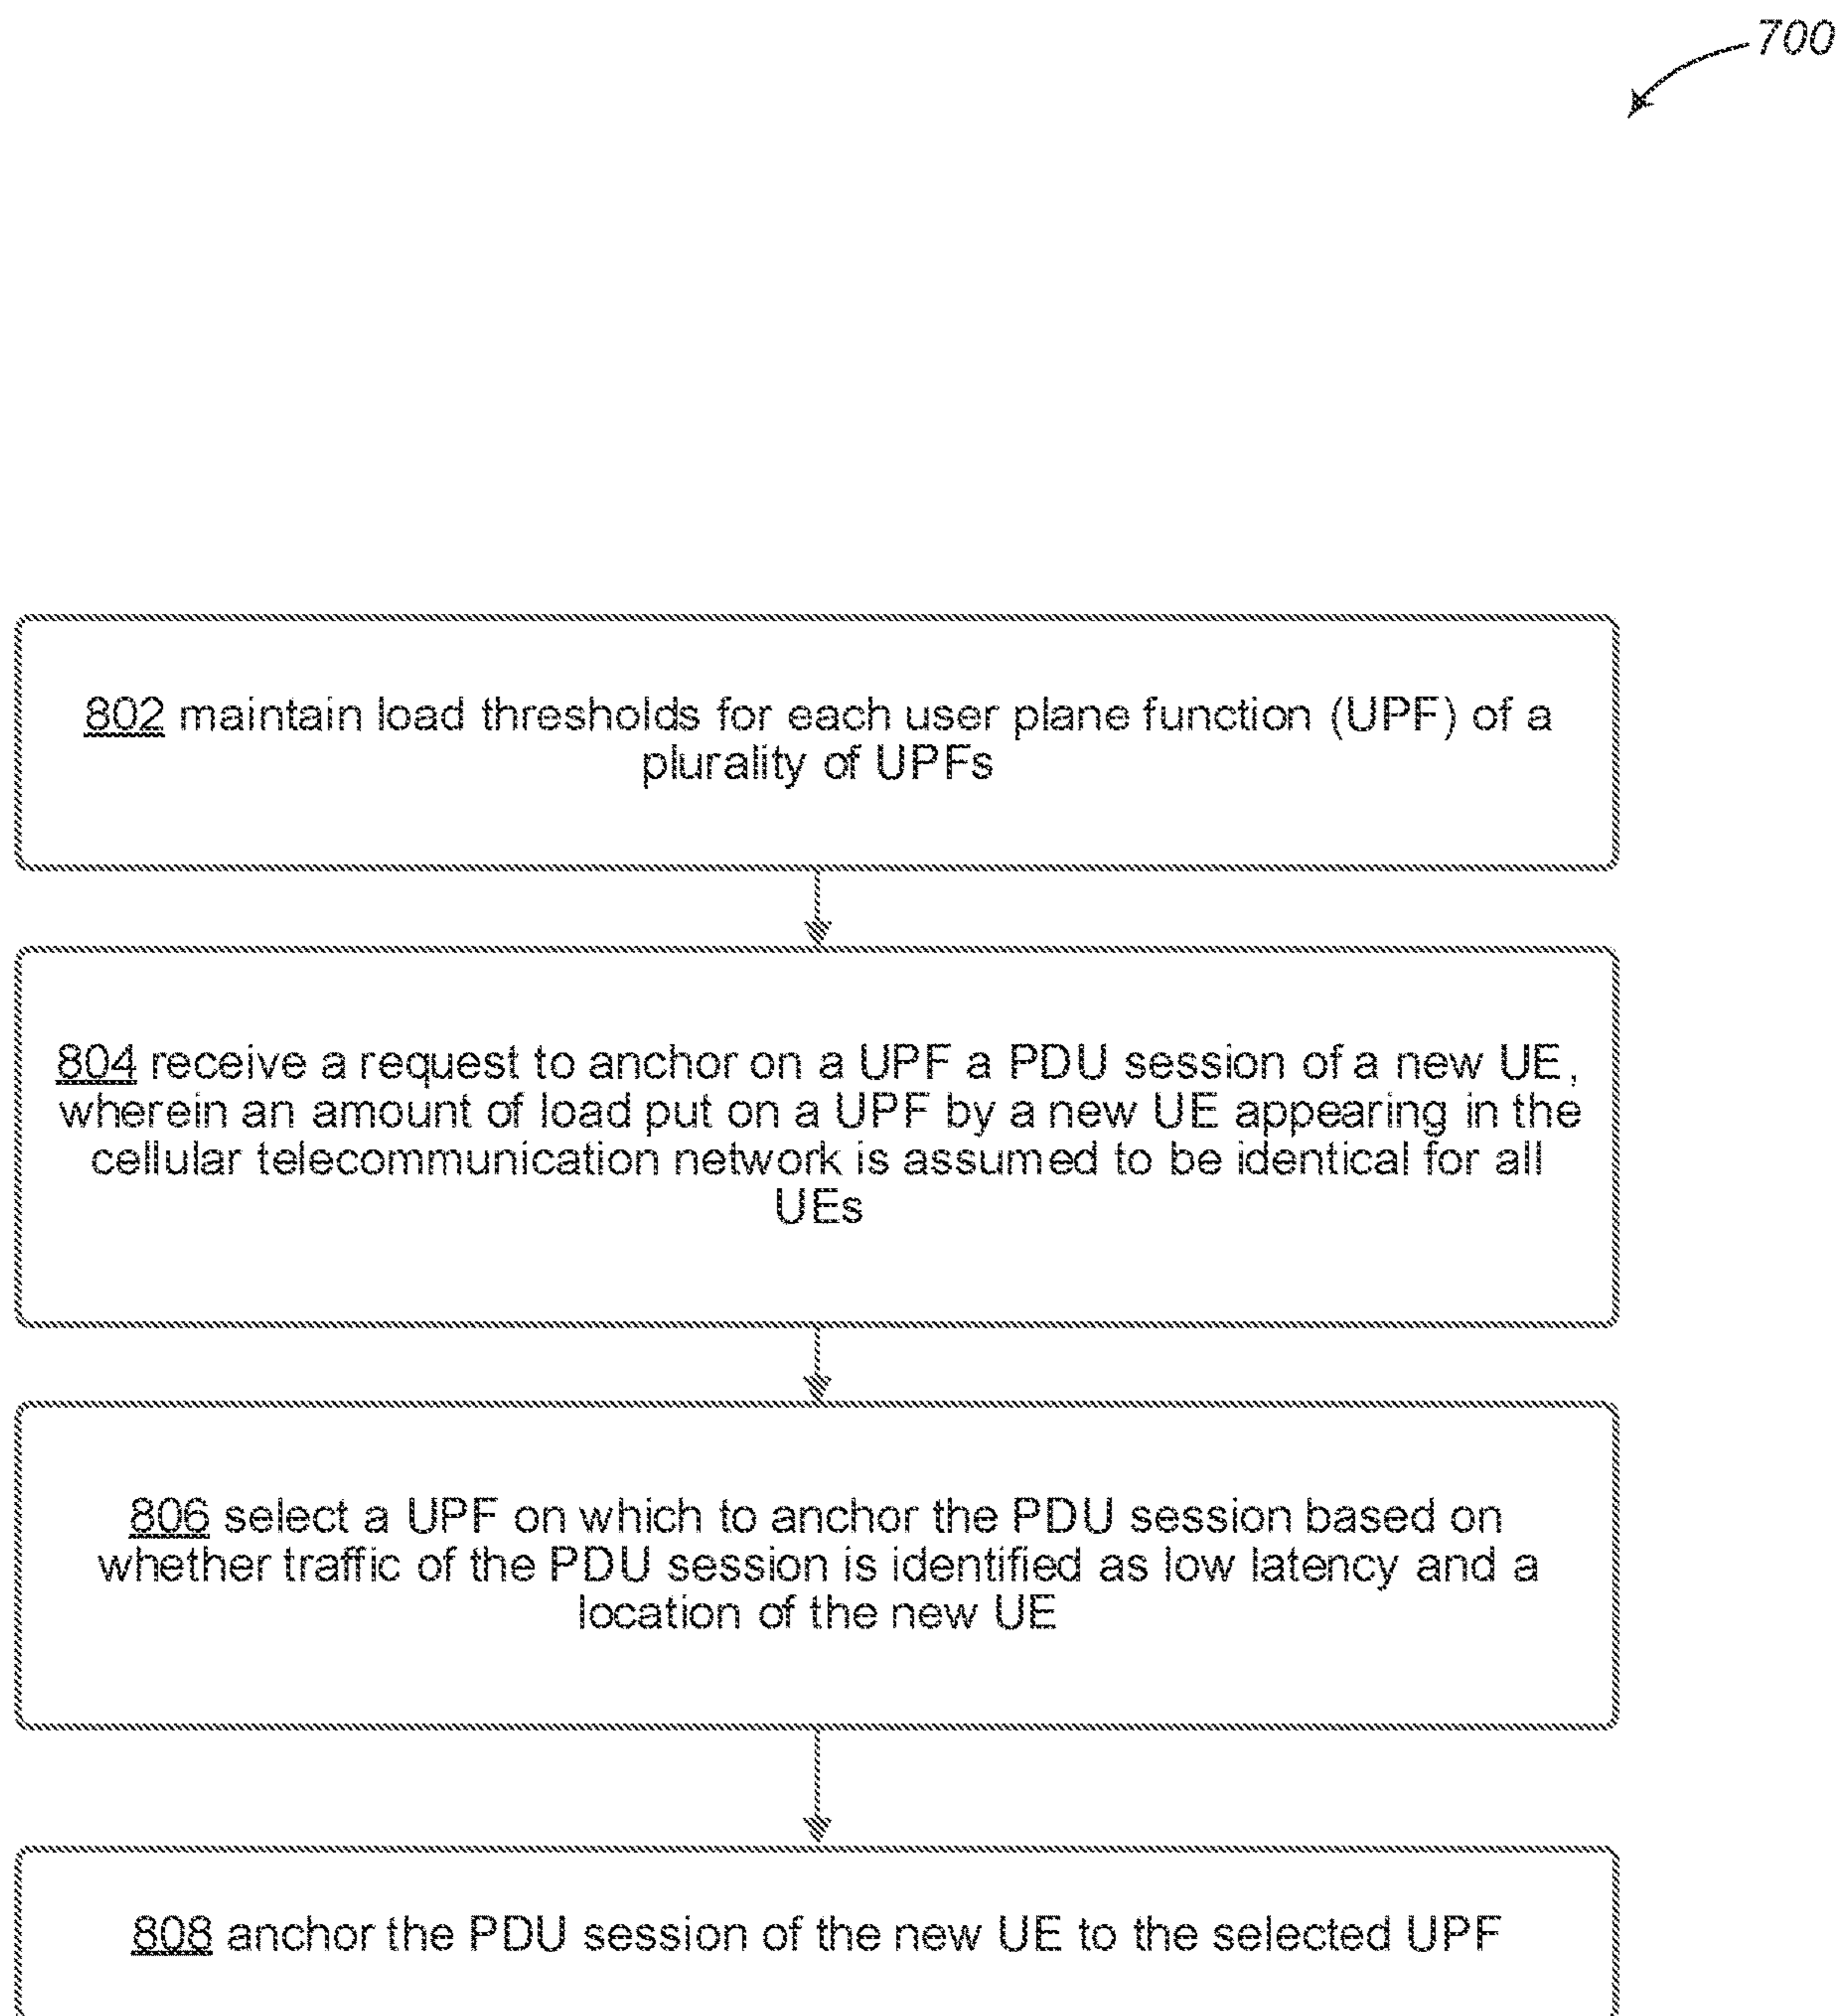 700
802 maintain load thresholds for each user plane function (UPF) of a
plurality of UPFs
804 receive a request to anchor on a UPF a PDU session of a new UE,
wherein an amount of load put on a UPF by a new UE appearing in the
cellular telecommunication network is assumed to be identical for all
UEs
806 select a UPF on which to anchor the PDU session based on
whether traffic of the PDU session is identified as low latency and a
location of the new UE
808 anchor the PDU session of the new UE to the selected UPF